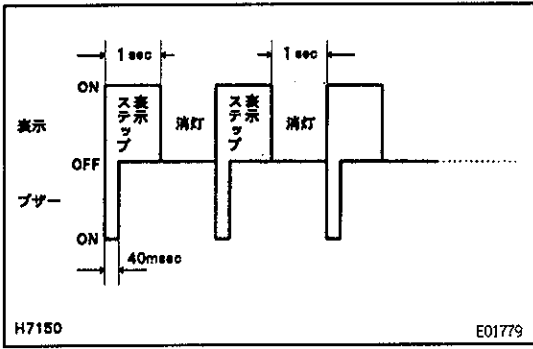 1 sec 1 sec
ON
表示
ステップ
消灯
表示
ステップ
消灯
表示
OFF
ブザー
ON
40msec
H7150
E01779